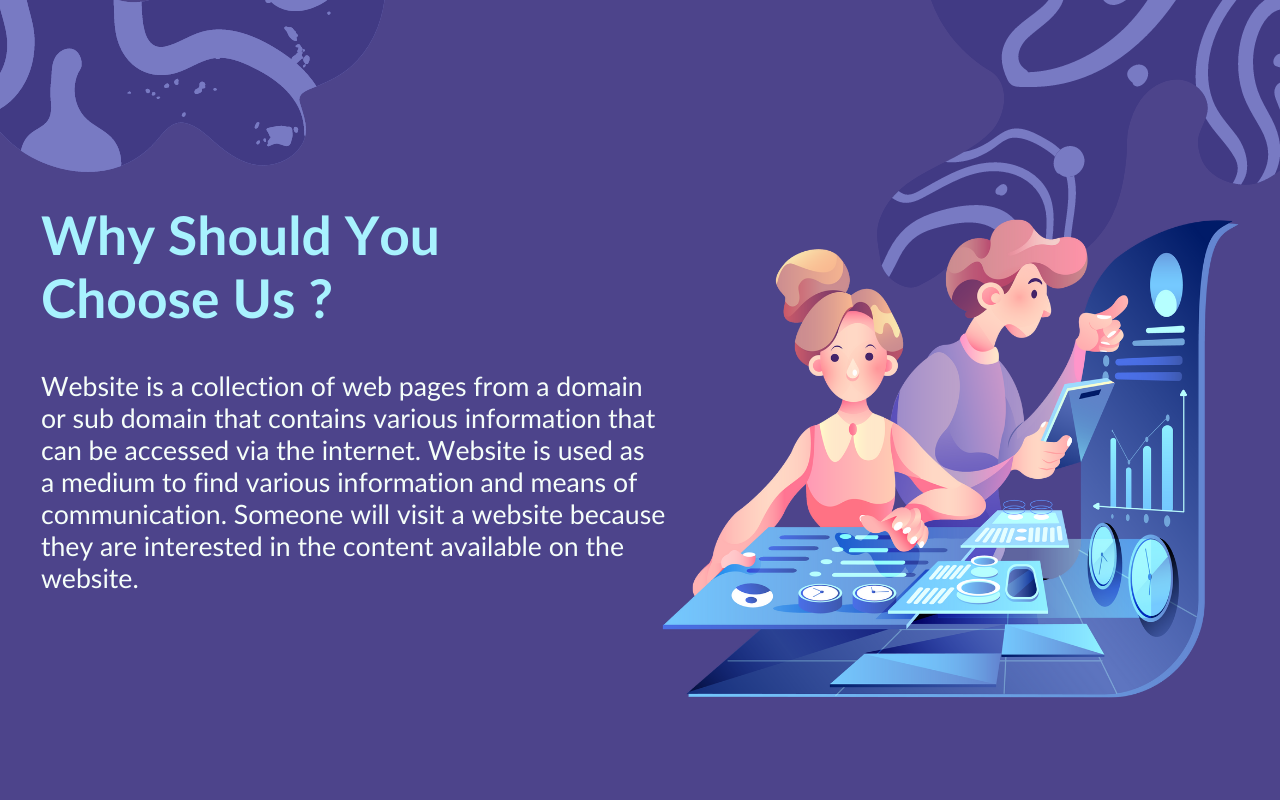 Why Should You
Choose Us ?
Website is a collection of web pages from a domain
or sub domain that contains various information that
can be accessed via the internet. Website is used as
a medium to find various information and means of
communication. Someone will visit a website because
they are interested in the content available on the
website.